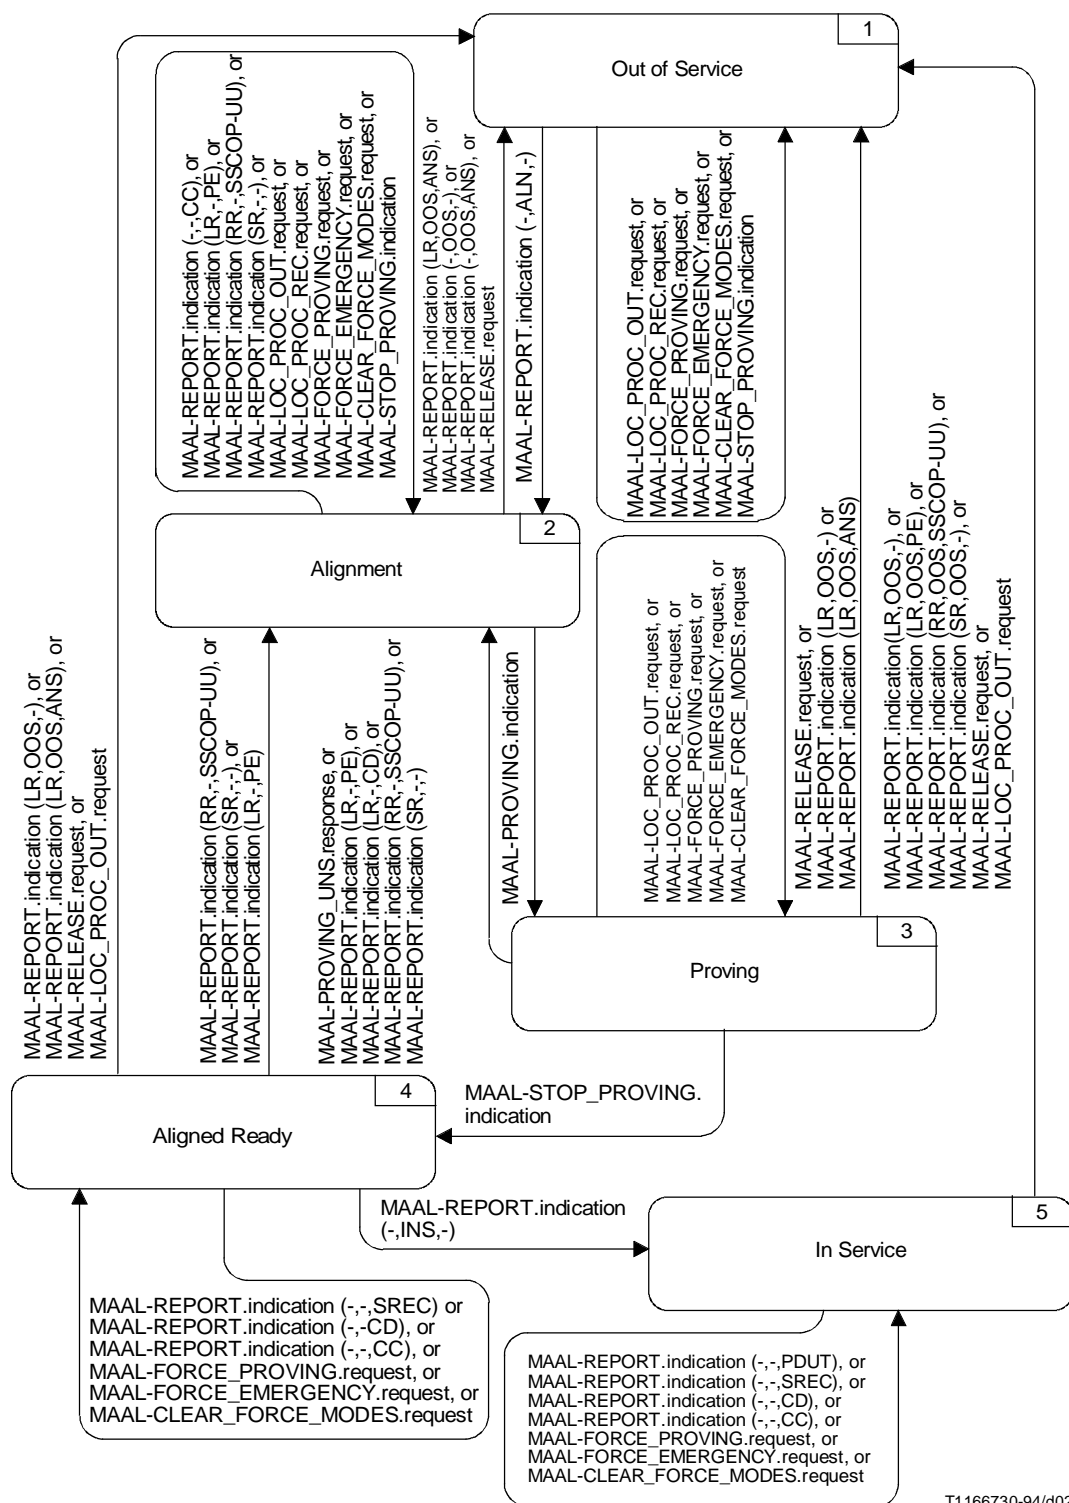 1
Out of Service
MAAL-REPORT.indication (-,-,CC), or
MAAL-REPORT.indication (LR,-,PE), or
MAAL-REPORT.indication (RR,-,SSCOP-UU), or
MAAL-REPORT.indication (SR,-,-), or
MAAL-LOC_PROC_OUT.request, or
MAAL-LOC_PROC_REC.request, or
MAAL-FORCE_PROVING.request, or
MAAL-FORCE_EMERGENCY.request, or
MAAL-CLEAR_FORCE_MODES.request, or
MAAL-STOP_PROVING.indication
MAAL-REPORT.indication (LR,OOS,ANS), or
MAAL-REPORT.indication (-,OOS,-), or
MAAL-REPORT.indication (-,OOS,ANS), or
MAAL-RELEASE.request
MAAL-REPORT.indication (-,ALN,-)
MAAL-LOC_PROC_OUT.request, or
MAAL-LOC_PROC_REC.request, or
MAAL-FORCE_PROVING.request, or
MAAL-FORCE_EMERGENCY.request, or
MAAL-CLEAR_FORCE_MODES.request, or
MAAL-STOP_PROVING.indication
2
Alignment
MAAL-REPORT.indication (LR,OOS,-), or
MAAL-REPORT.indication (LR,OOS,ANS), or
MAAL-RELEASE.request, or
MAAL-LOC_PROC_OUT.request
MAAL-REPORT.indication (RR,-,SSCOP-UU), or
MAAL-REPORT.indication (SR,-,-), or
MAAL-REPORT.indication (LR,-,PE)
MAAL-PROVING_UNS.response, or
MAAL-REPORT.indication (LR,-,PE), or
MAAL-REPORT.indication (LR,-,CD), or
MAAL-REPORT.indication (RR,-,SSCOP-UU), or
MAAL-REPORT.indication (SR,-,-)
MAAL-PROVING.indication
MAAL-LOC_PROC_OUT.request, or
MAAL-LOC_PROC_REC.request, or
MAAL-FORCE_PROVING.request, or
MAAL-FORCE_EMERGENCY.request, or
MAAL-CLEAR_FORCE_MODES.request
MAAL-RELEASE.request, or
MAAL-REPORT.indication (LR,OOS,-) or
MAAL-REPORT.indication (LR,OOS,ANS)
MAAL-REPORT.indication(LR,OOS,-), or
MAAL-REPORT.indication (LR,OOS,PE), or
MAAL-REPORT.indication (RR,OOS,SSCOP-UU), or
MAAL-REPORT.indication (SR,OOS,-), or
MAAL-RELEASE.request, or
MAAL-LOC_PROC_OUT.request
3
Proving
4
Aligned Ready
MAAL-STOP_PROVING.
indication
MAAL-REPORT.indication
(-,INS,-)
5
In Service
MAAL-REPORT.indication (-,-,SREC) or
MAAL-REPORT.indication (-,-CD), or
MAAL-REPORT.indication (-,-,CC), or
MAAL-FORCE_PROVING.request, or
MAAL-FORCE_EMERGENCY.request, or
MAAL-CLEAR_FORCE_MODES.request
MAAL-REPORT.indication (-,-,PDUT), or
MAAL-REPORT.indication (-,-,SREC), or
MAAL-REPORT.indication (-,-,CD), or
MAAL-REPORT.indication (-,-,CC), or
MAAL-FORCE_PROVING.request, or
MAAL-FORCE_EMERGENCY.request, or
MAAL-CLEAR_FORCE_MODES.request